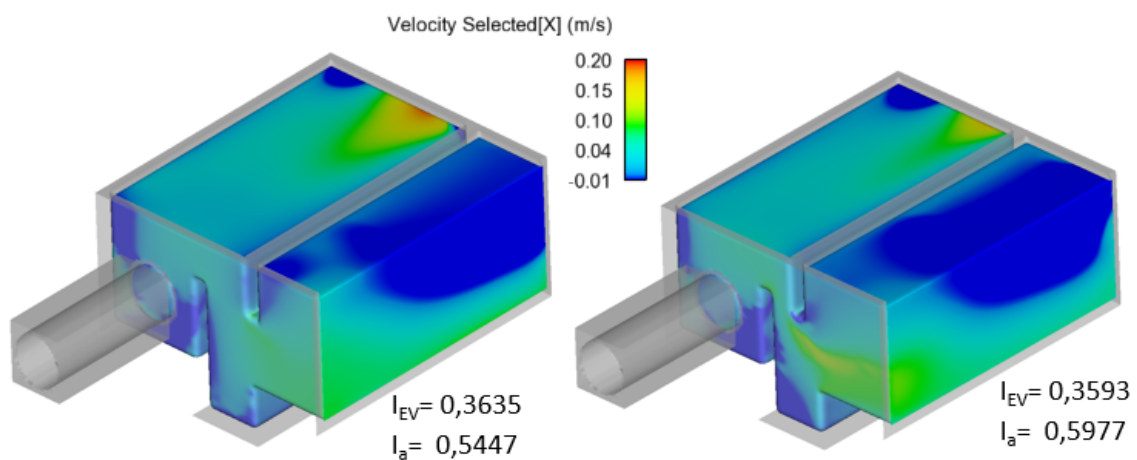 Velocity Selected[X] (m/s)
0.20
0.15
0.10
0.04
-0.01
I_EV= 0,3635
I_a= 0,5447
I_EV= 0,3593
I_a= 0,5977